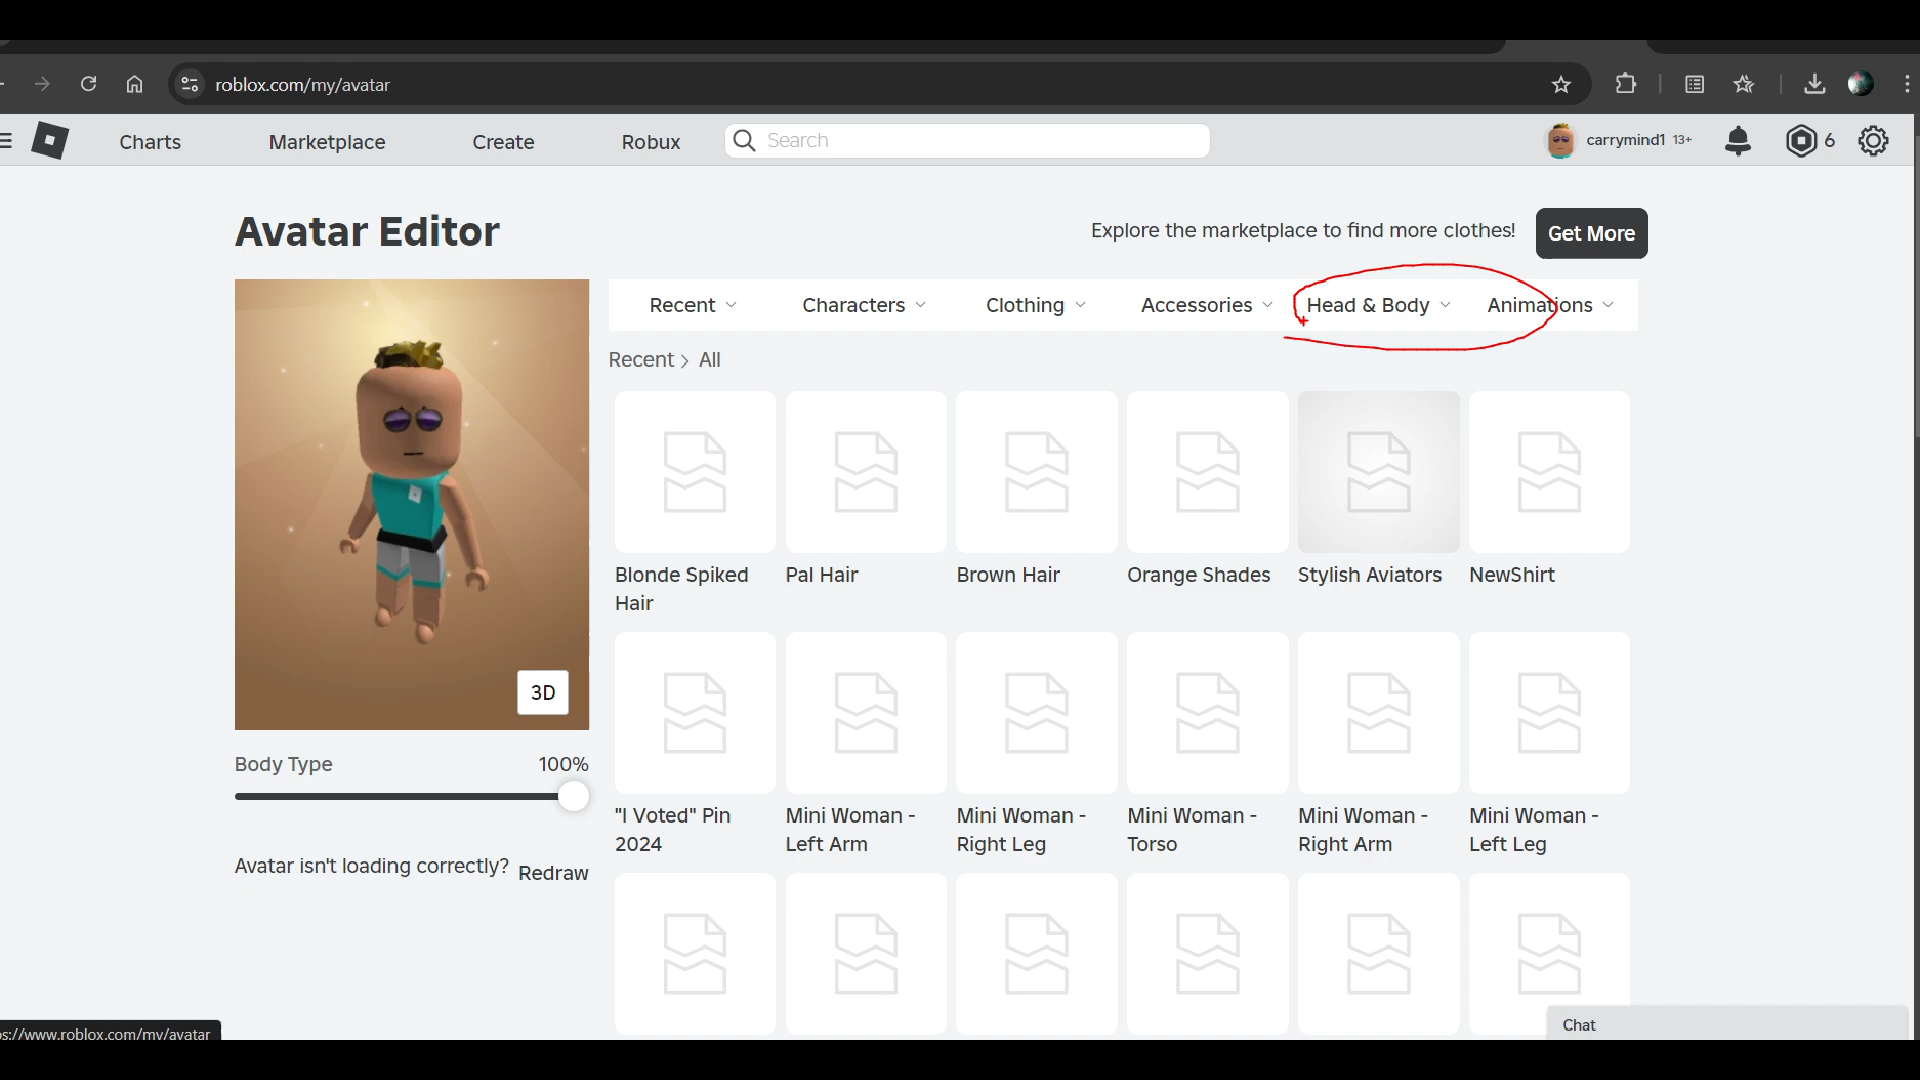 roblox.com/my/avatar
Charts
Marketplace
Create
Robux
Search
carrymind1 13+
6
Avatar Editor
Explore the marketplace to find more clothes!
Get More
Recent
Characters
Clothing
Accessories
Head & Body
Animations
Recent > All
Blonde Spiked
Hair
Pal Hair
Brown Hair
Orange Shades
Stylish Aviators
NewShirt
3D
Body Type
100%
"I Voted" Pin
2024
Mini Woman -
Left Arm
Mini Woman -
Right Leg
Mini Woman -
Torso
Mini Woman -
Right Arm
Mini Woman -
Left Leg
Avatar isn't loading correctly?
Redraw
Chat
s://www.roblox.com/my/avatar